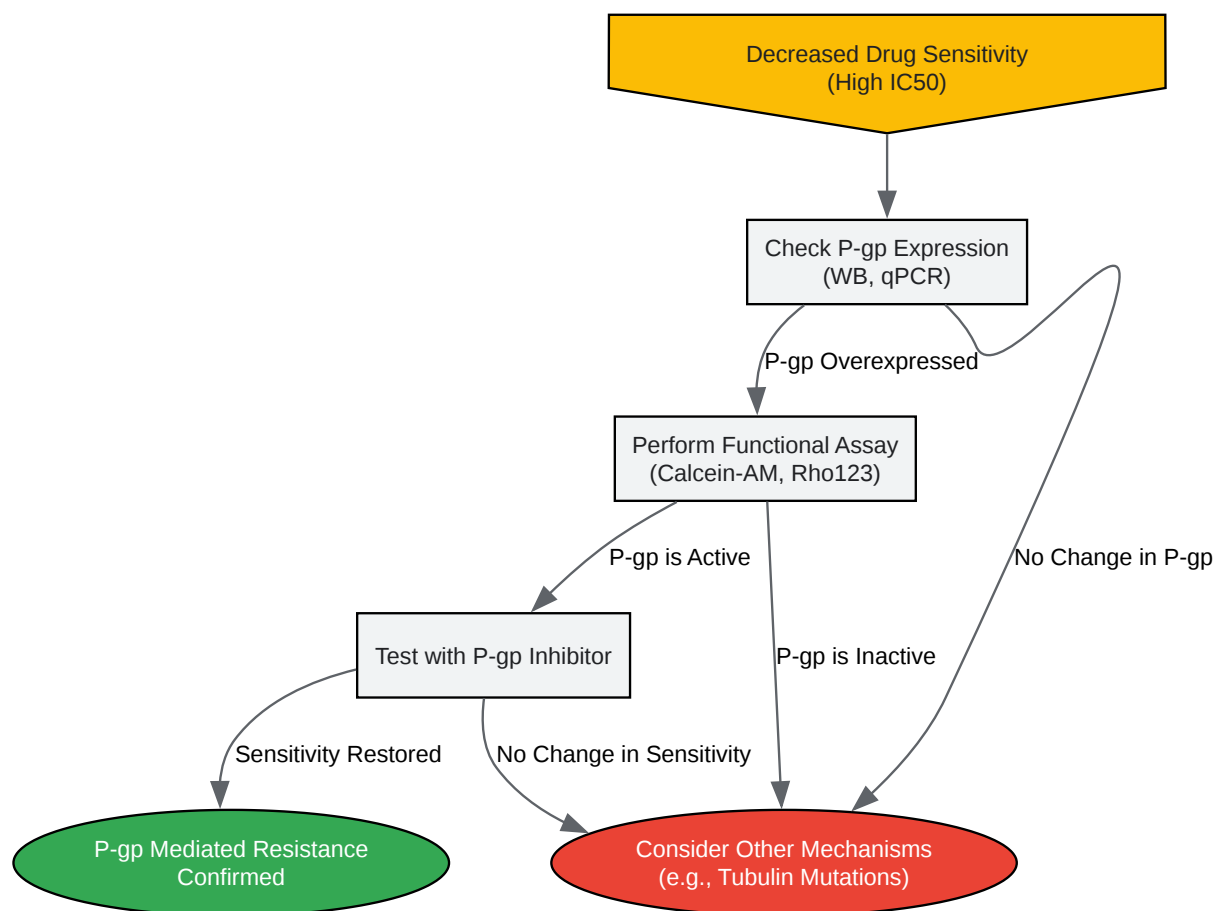 Decreased Drug Sensitivity
(High IC50)
Check P-gp Expression
(WB, qPCR)
P-gp Overexpressed
Perform Functional Assay
(Calcein-AM, Rho123)
P-gp is Active
No Change in P-gp
Test with P-gp Inhibitor
P-gp is Inactive
Sensitivity Restored
No Change in Sensitivity
P-gp Mediated Resistance
Confirmed
Consider Other Mechanisms
(e.g., Tubulin Mutations)